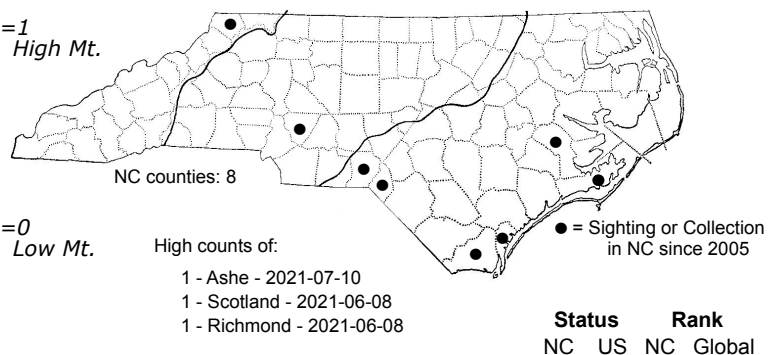 =1
High Mt.
NC counties: 8
=0
Low Mt.
High counts of:
1 - Ashe - 2021-07-10
1 - Scotland - 2021-06-08
1 - Richmond - 2021-06-08
● = Sighting or Collection
in NC since 2005
Status Rank
NC US NC Global